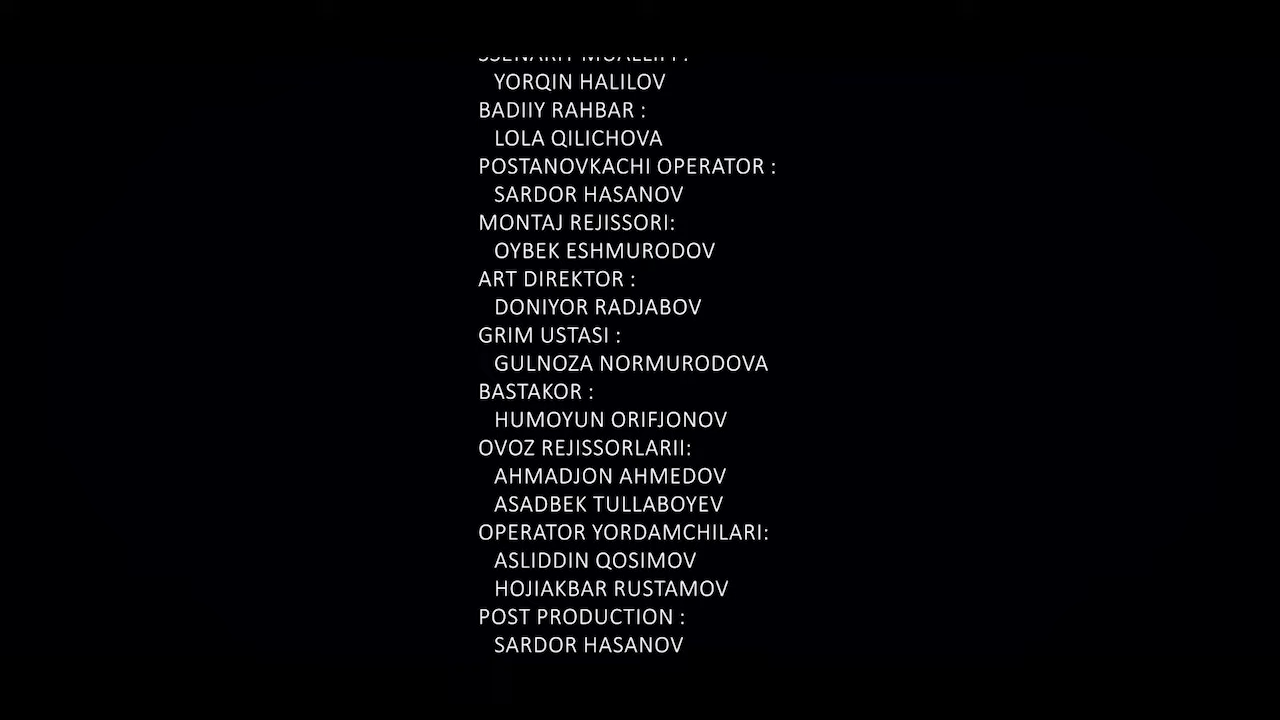 YORQIN HALILOV
BADIIY RAHBAR :
LOLA QILICHOVA
POSTANOVKACHI OPERATOR :
SARDOR HASANOV
MONTAJ REJISSORI:
OYBEK ESHMURODOV
ART DIREKTOR :
DONIYOR RADJABOV
GRIM USTASI :
GULNOZA NORMURODOVA
BASTAKOR :
HUMOYUN ORIFJONOV
OVOZ REJISSORLARII:
AHMADJON AHMEDOV
ASADBEK TULLABOYEV
OPERATOR YORDAMCHILARI:
ASLIDDIN QOSIMOV
HOJIAKBAR RUSTAMOV
POST PRODUCTION :
SARDOR HASANOV